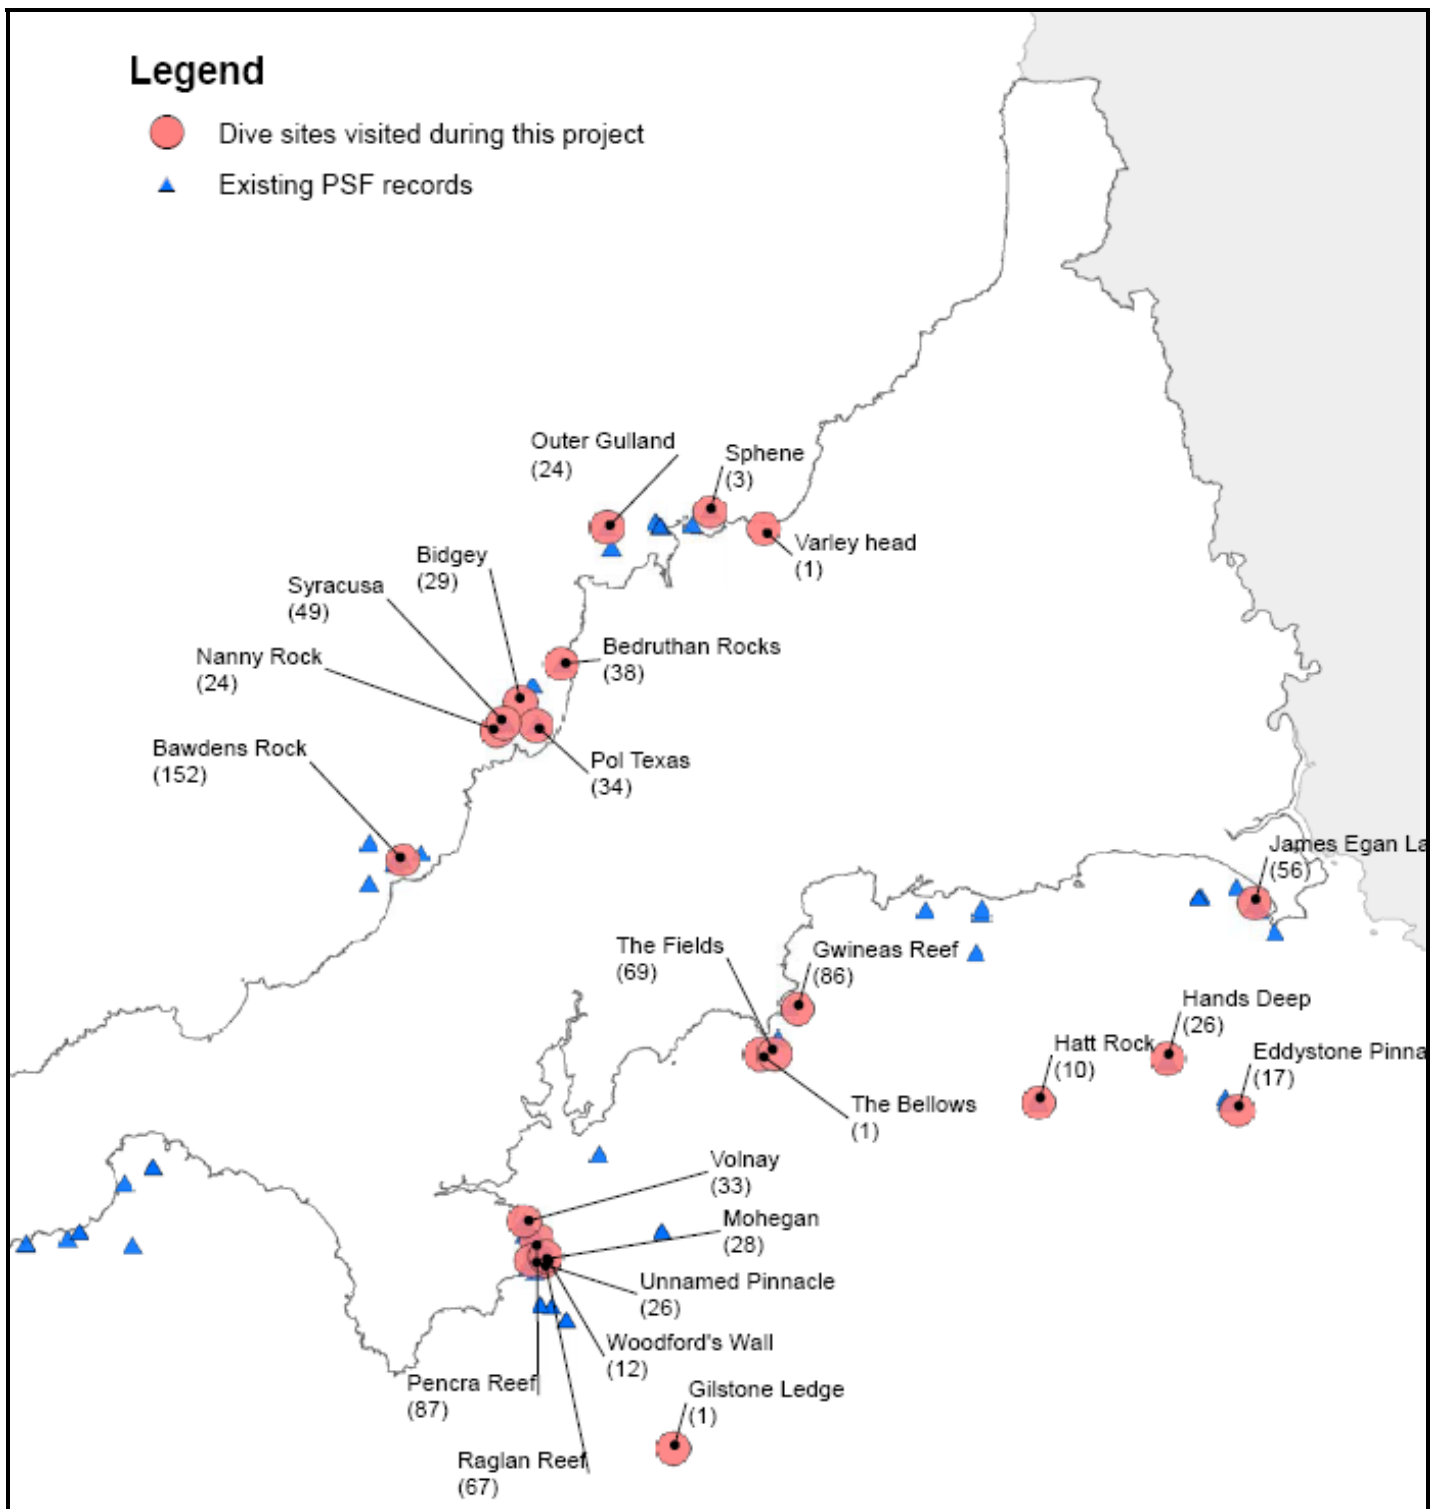 Legend
Dive sites visited during this project
Existing PSF records
Outer Gulland
(24)
Sphene
(3)
Varley head
(1)
Bidgey
(29)
Syracusa
(49)
Bedruthan Rocks
(38)
Nanny Rock
(24)
Bawdens Rock
(152)
Pol Texas
(34)
James Egan La
(56)
The Fields
(69)
Gwineas Reef
(86)
Hands Deep
(26)
Hatt Rock
(10)
Eddystone Pinna
(17)
The Bellows
(1)
Volnay
(33)
Mohegan
(28)
Unnamed Pinnacle
(26)
Woodford's Wall
(12)
Pencra Reef
(87)
Gilstone Ledge
(1)
Raglan Reef
(67)